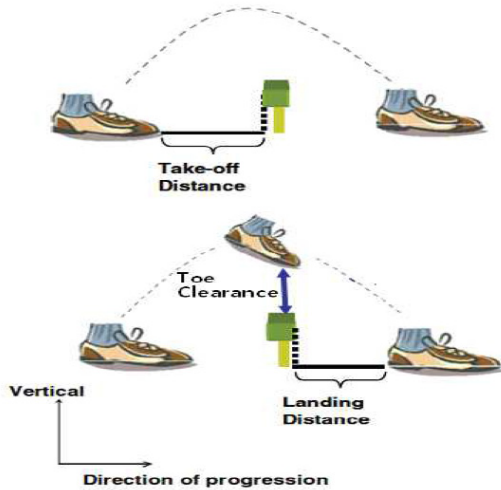 Take-off
Distance
Toe
Clearance
Landing
Distance
Vertical
Direction of progression